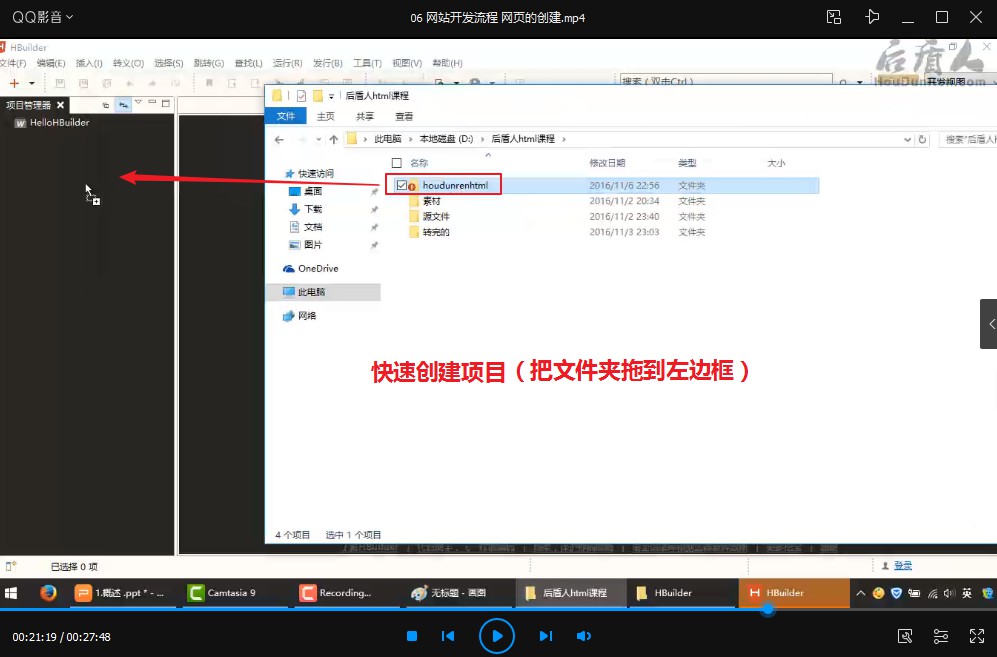 QQ影音
06 网站开发流程 网页的创建.mp4
HBuilder
后盾人
文件(F) 编辑(E) 插入(I) 转义(O) 选择(S) 跳转(G) 查找(L) 运行(R) 发行(B) 工具(T) 视图(V) 帮助(H)
HouDunRen.com
搜索 (双击Ctrl)
开发视图
项目管理器
HelloHBuilder
后盾人html课程
文件 主页 共享 查看
此电脑 本地磁盘 (D:) 后盾人html课程
搜索"后盾人
名称 修改日期 类型 大小
快速访问
桌面
下载
文档
图片
OneDrive
此电脑
网络
houdunrenhtml 2016/11/6 22:56 文件夹
素材 2016/11/2 20:34 文件夹
源文件 2016/11/2 23:40 文件夹
转完的 2016/11/3 23:03 文件夹
快速创建项目（把文件夹拖到左边框）
4 个项目 选中 1 个项目
已选择 0 项
登录
1.概述 .ppt * - ...
Camtasia 9
Recording...
无标题 - 画图
后盾人html课程
HBuilder
HBuilder
英
00:21:19 / 00:27:48